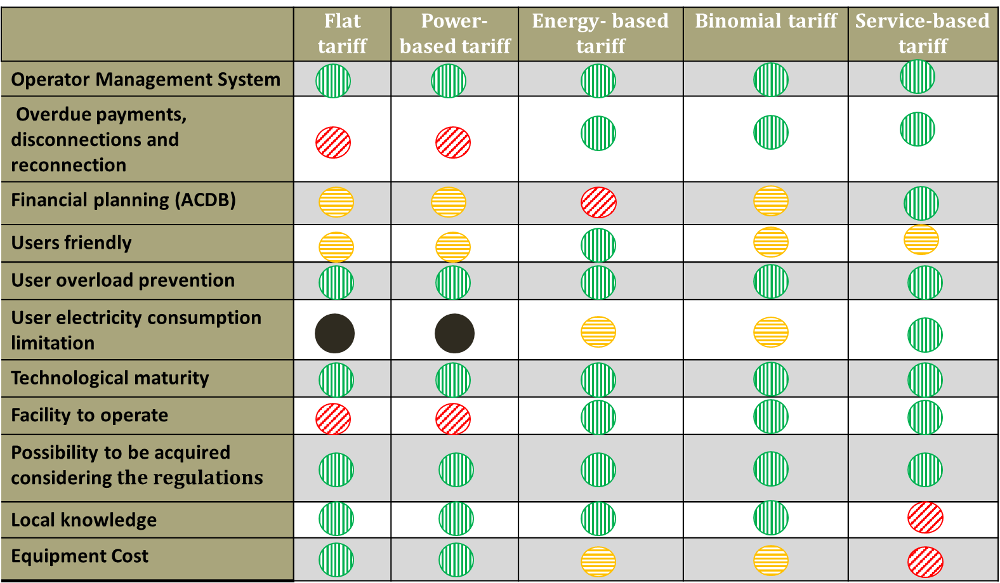 Flat
tariff
Power-
based tariff
Energy- based
tariff
Binomial tariff
Service-based
tariff
Operator Management System
Overdue payments,
disconnections and
reconnection
Financial planning (ACDB)
Users friendly
User overload prevention
User electricity consumption
limitation
Technological maturity
Facility to operate
Possibility to be acquired
considering the regulations
Local knowledge
Equipment Cost